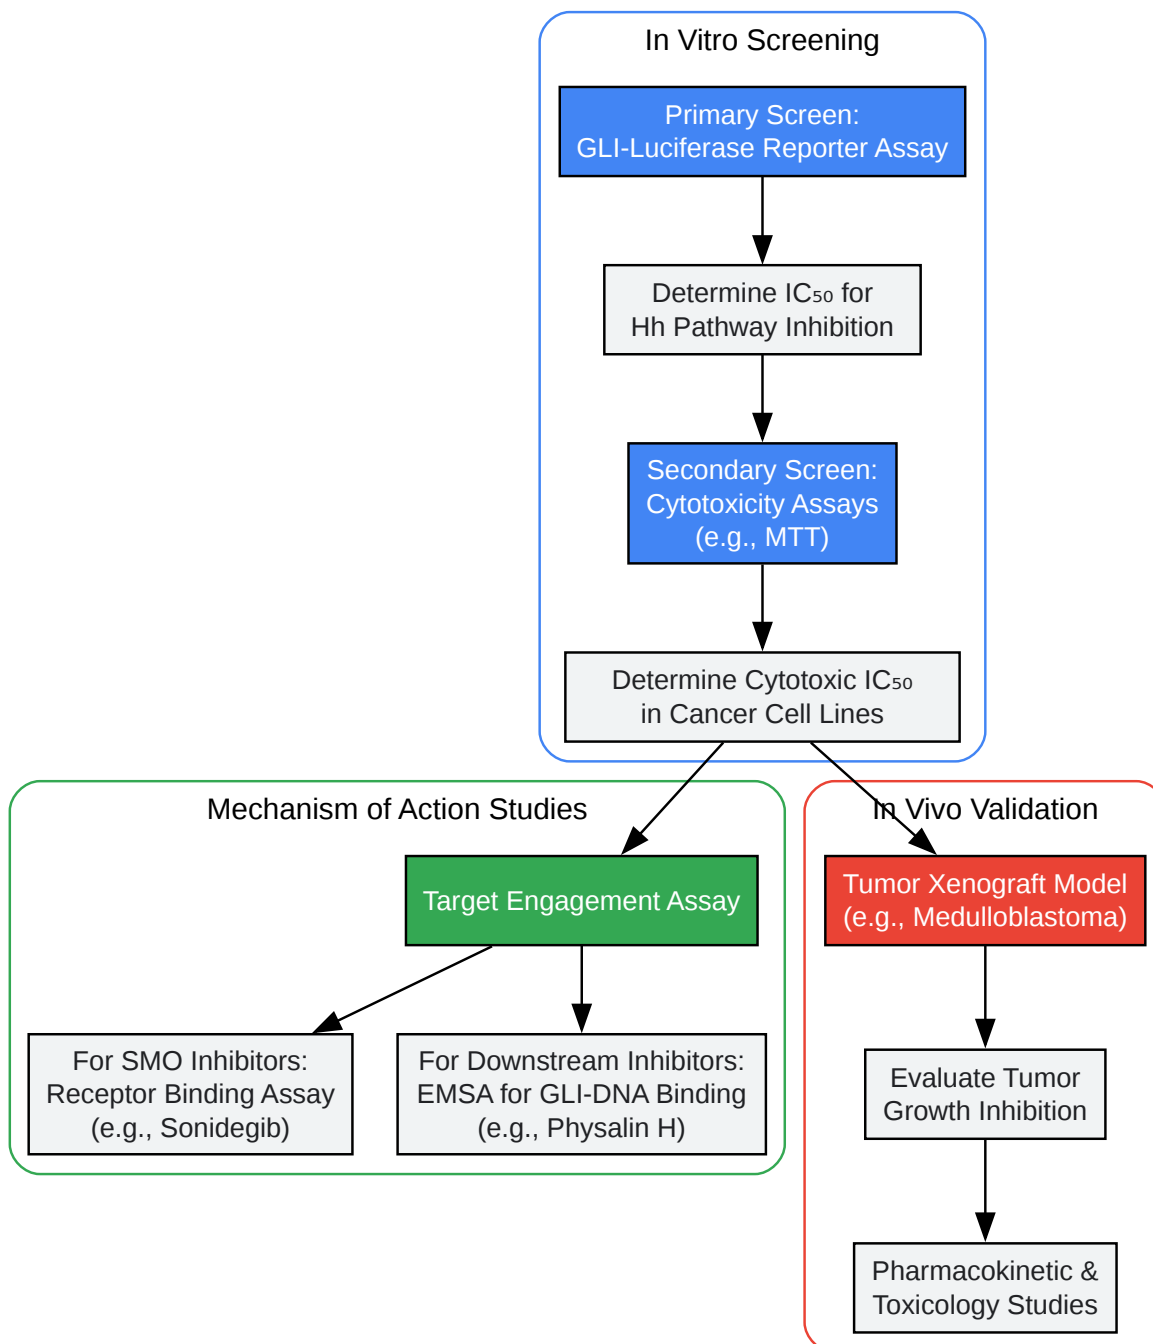 In Vitro Screening
Primary Screen:
GLI-Luciferase Reporter Assay
Determine IC₅₀ for
Hh Pathway Inhibition
Secondary Screen:
Cytotoxicity Assays
(e.g., MTT)
Determine Cytotoxic IC₅₀
in Cancer Cell Lines
Mechanism of Action Studies
Target Engagement Assay
For SMO Inhibitors:
Receptor Binding Assay
(e.g., Sonidegib)
For Downstream Inhibitors:
EMSA for GLI-DNA Binding
(e.g., Physalin H)
In Vivo Validation
Tumor Xenograft Model
(e.g., Medulloblastoma)
Evaluate Tumor
Growth Inhibition
Pharmacokinetic &
Toxicology Studies